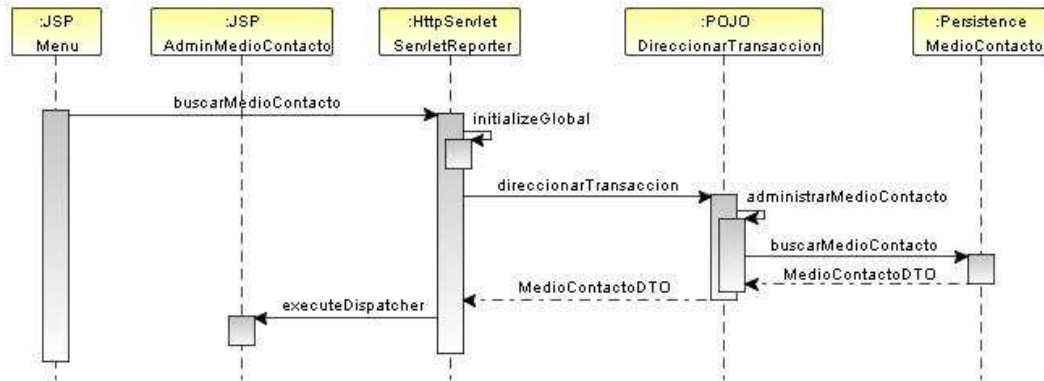 :JSP
Menu
:JSP
AdminMedioContacto
:HttpServlet
ServletReporter
:POJO
DireccionarTransaccion
:Persistence
MedioContacto
buscarMedioContacto
initializeGlobal
direccionarTransaccion
administrarMedioContacto
buscarMedioContacto
MedioContactoDTO
MedioContactoDTO
executeDispatcher